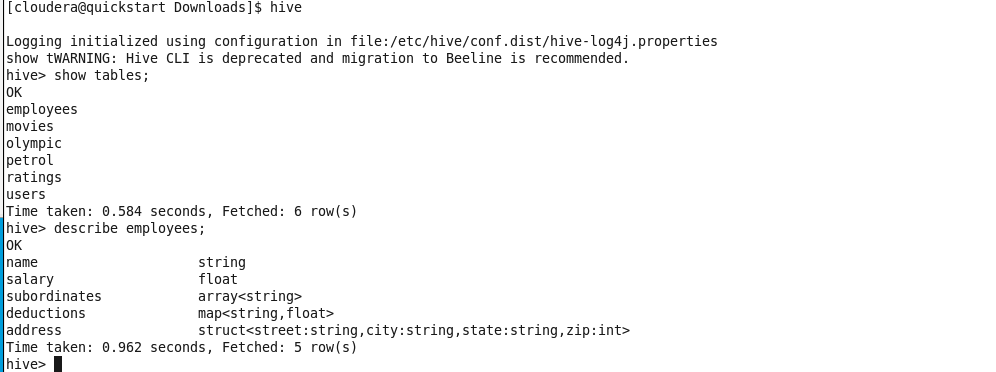 [cloudera@quickstart Downloads]$ hive
Logging initialized using configuration in file:/etc/hive/conf.dist/hive-log4j.properties
show tWARNING: Hive CLI is deprecated and migration to Beeline is recommended.
hive> show tables;
OK
employees
movies
olympic
petrol
ratings
users
Time taken: 0.584 seconds, Fetched: 6 row(s)
hive> describe employees;
OK
name                    string
salary                  float
subordinates            array<string>
deductions              map<string,float>
address                 struct<street:string,city:string,state:string,zip:int>
Time taken: 0.962 seconds, Fetched: 5 row(s)
hive>